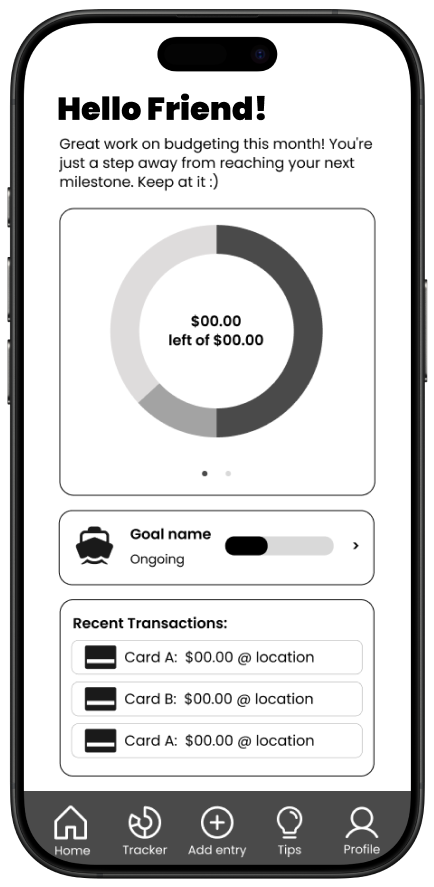 Hello Friend!
Great work on budgeting this month! You're
just a step away from reaching your next
milestone. Keep at it :)
$00.00
left of $00.00
Goal name
Ongoing
>
Recent Transactions:
Card A: $00.00 @ location
Card B: $00.00 @ location
Card A: $00.00 @ location
Home
Tracker
Add entry
Tips
Profile